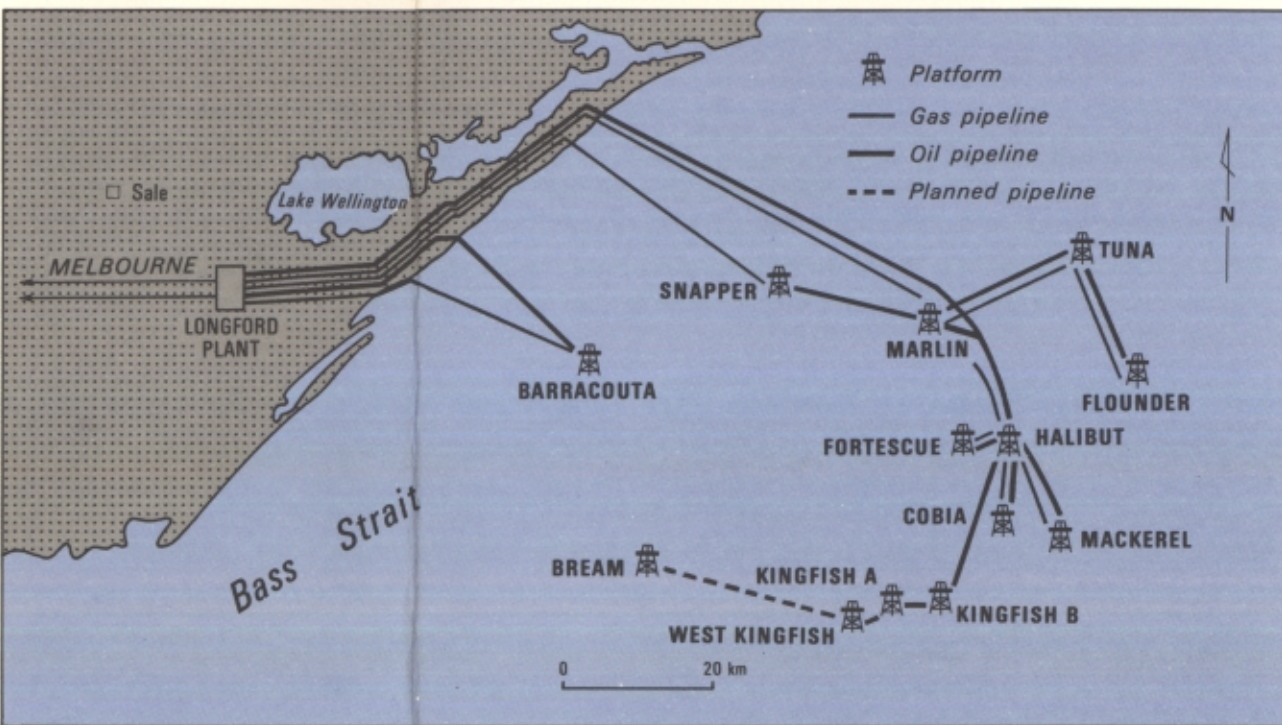 Platform
Gas pipeline
Oil pipeline
Planned pipeline
N
Sale
Lake Wellington
MELBOURNE
LONGFORD
PLANT
SNAPPER
TUNA
MARLIN
BARRACOUTA
FLOUNDER
FORTESCUE
HALIBUT
COBIA
MACKEREL
Bass Strait
BREAM
KINGFISH A
KINGFISH B
WEST KINGFISH
0 20 km